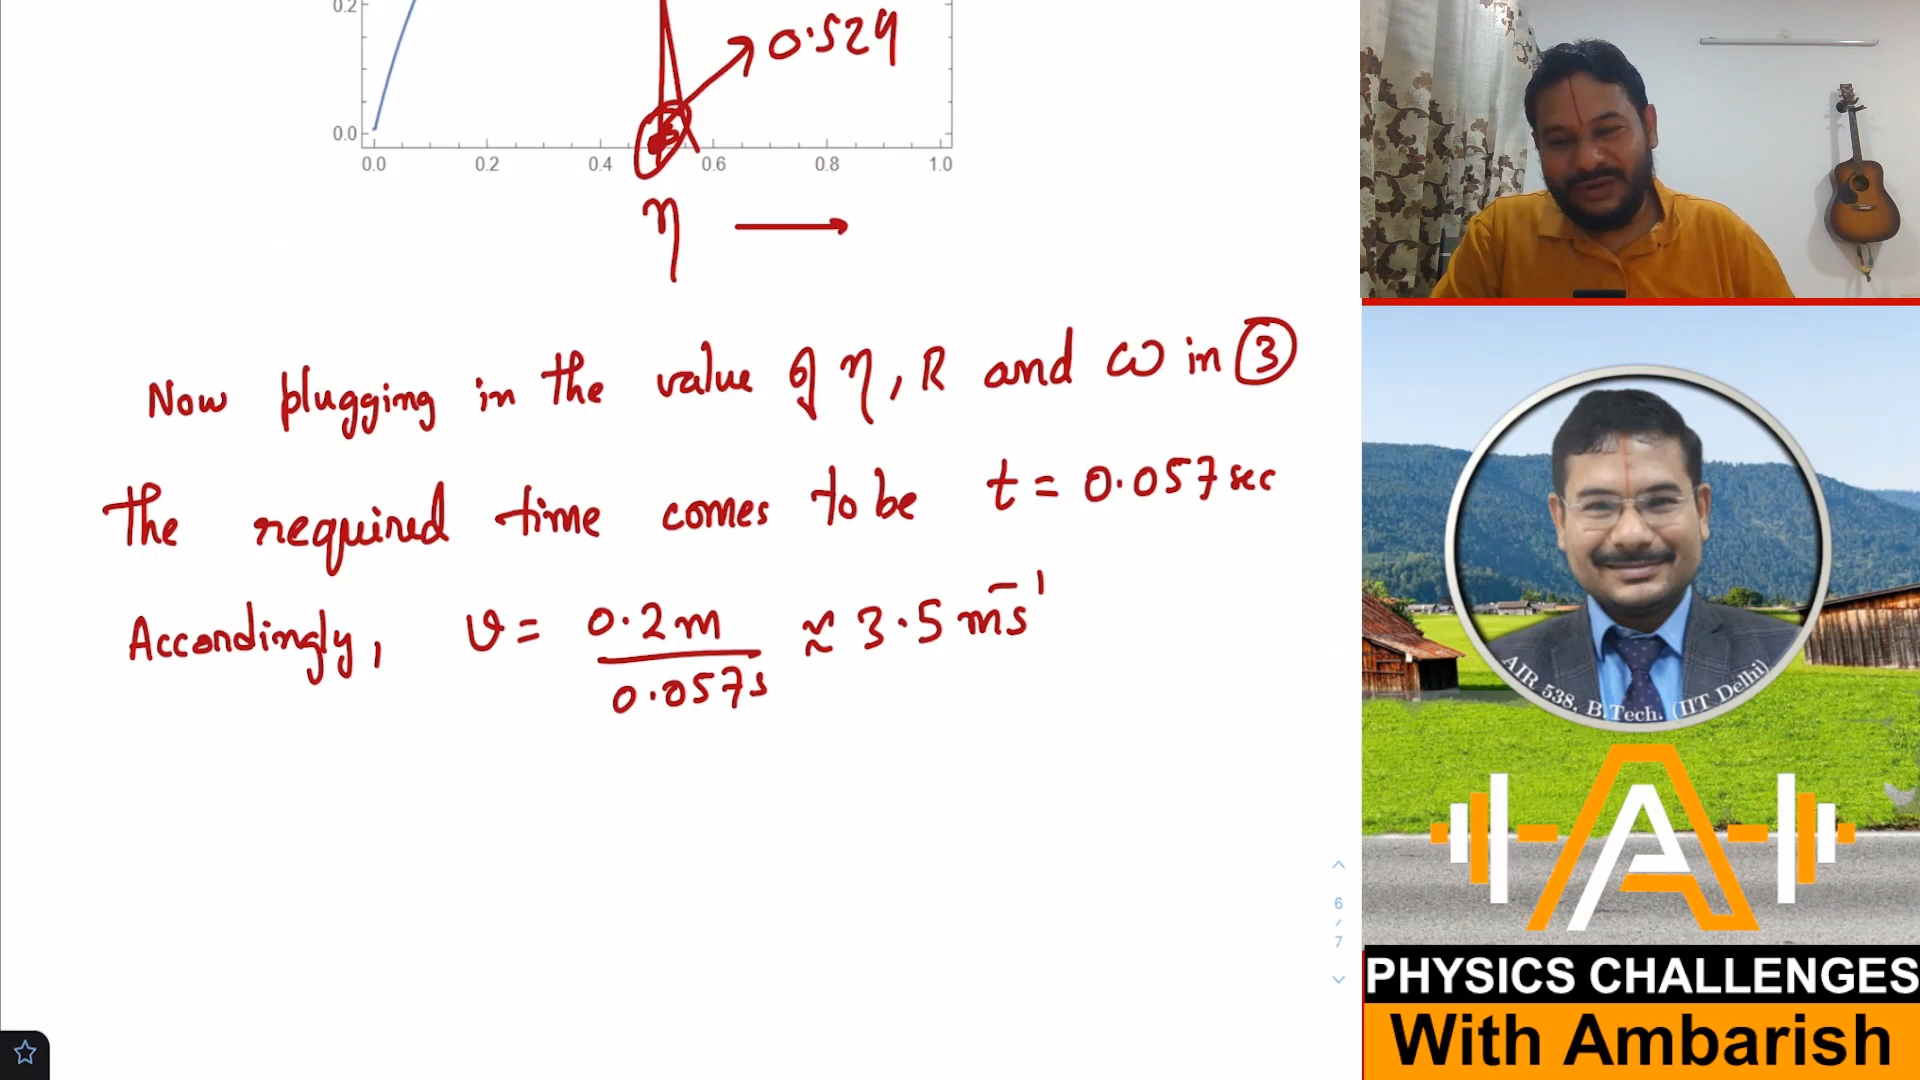 0.2
0.529
0.0
0.0 0.2 0.4 0.6 0.8 1.0
η
Now plugging in the value of η, R and ω in ③
the required time comes to be t = 0.057 sec
Accordingly, v = 0.2m / 0.057s ≈ 3.5 ms⁻¹
6
/
7
AIR 538, B.Tech. (IIT Delhi)
A
PHYSICS CHALLENGES
With Ambarish